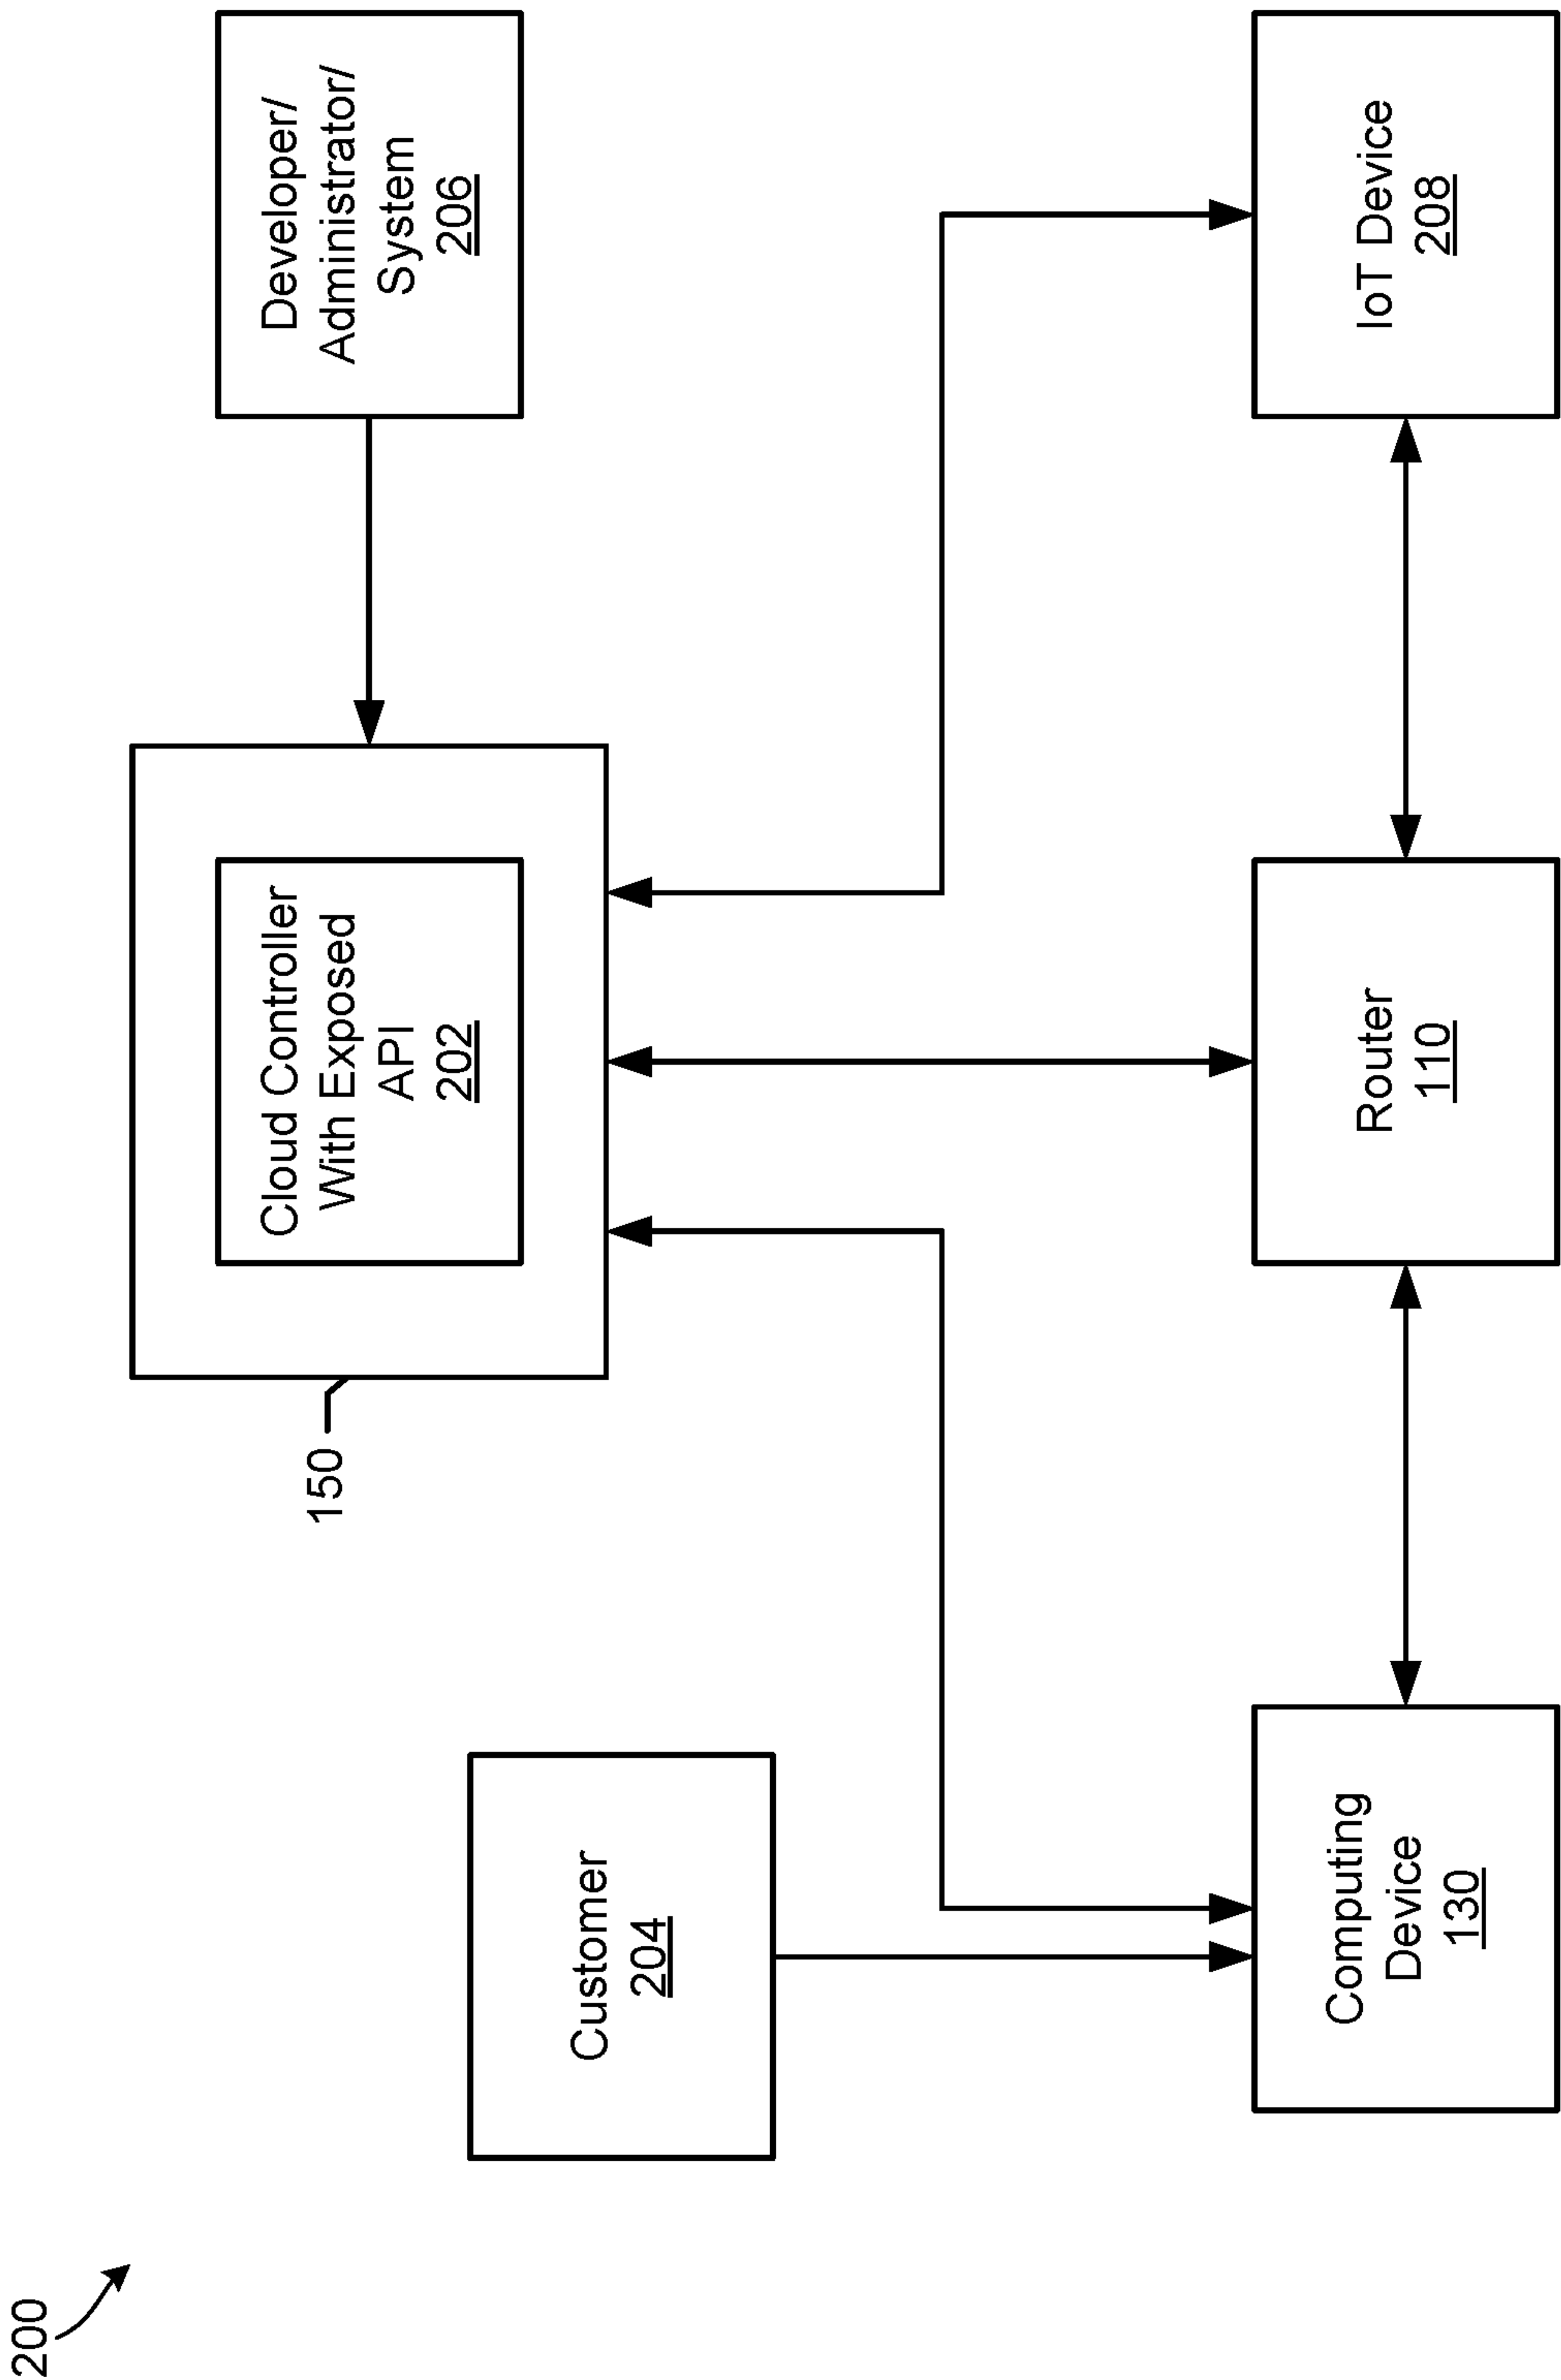 200
150
Cloud Controller
With Exposed
API
202
Developer/
Administrator/
System
206
Customer
204
Computing
Device
130
Router
110
IoT Device
208